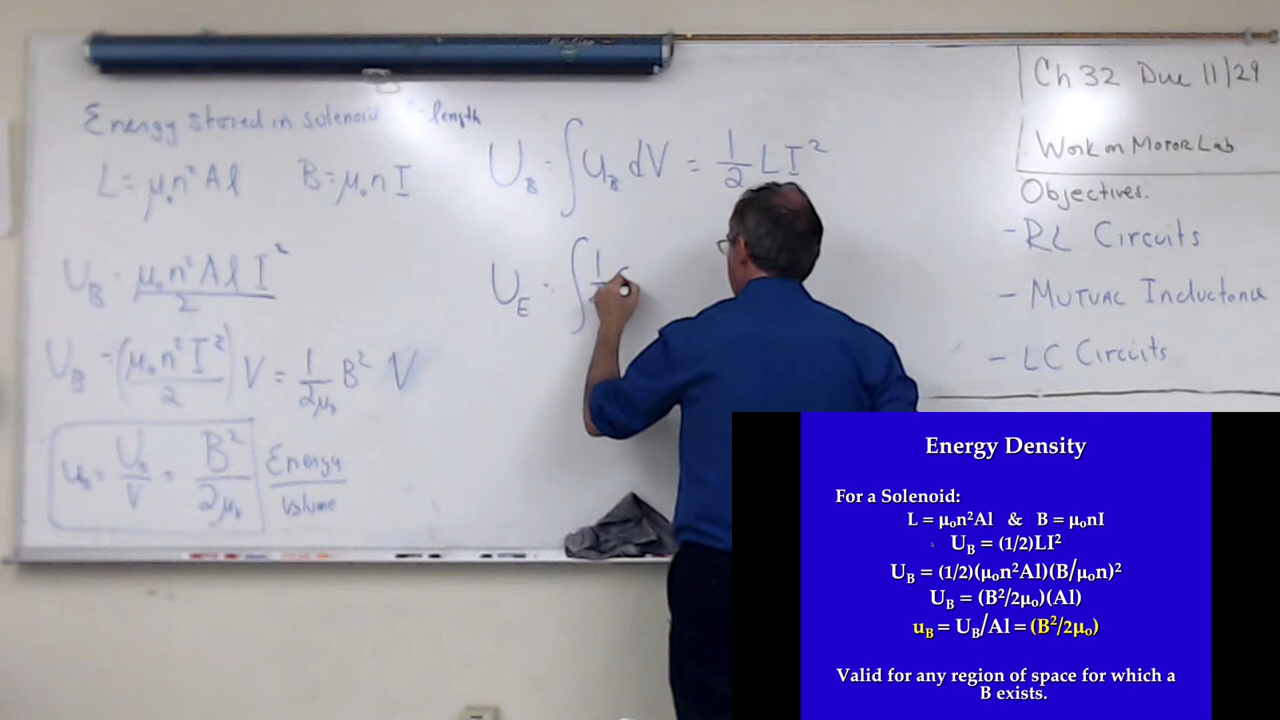 Energy stored in solenoid length
L = μ₀n²Al B = μ₀nI
U_B = μ₀n²Al I² / 2
U_B = (μ₀n²I² / 2) V = 1/2μ₀ B² V
u_B = U_B / V = B² / 2μ₀ Energy / Volume
U_B = ∫ u_B dV = 1/2 LI²
U_E = ∫ 1
Ch 32 Due 11/29
Work on Motor Lab
Objectives.
- RL Circuits
- Mutual Inductance
- LC Circuits
Energy Density
For a Solenoid:
L = μ₀n²Al & B = μ₀nI
U_B = (1/2)LI²
U_B = (1/2)(μ₀n²Al)(B/μ₀n)²
U_B = (B²/2μ₀)(Al)
u_B = U_B/Al = (B²/2μ₀)
Valid for any region of space for which a
B exists.